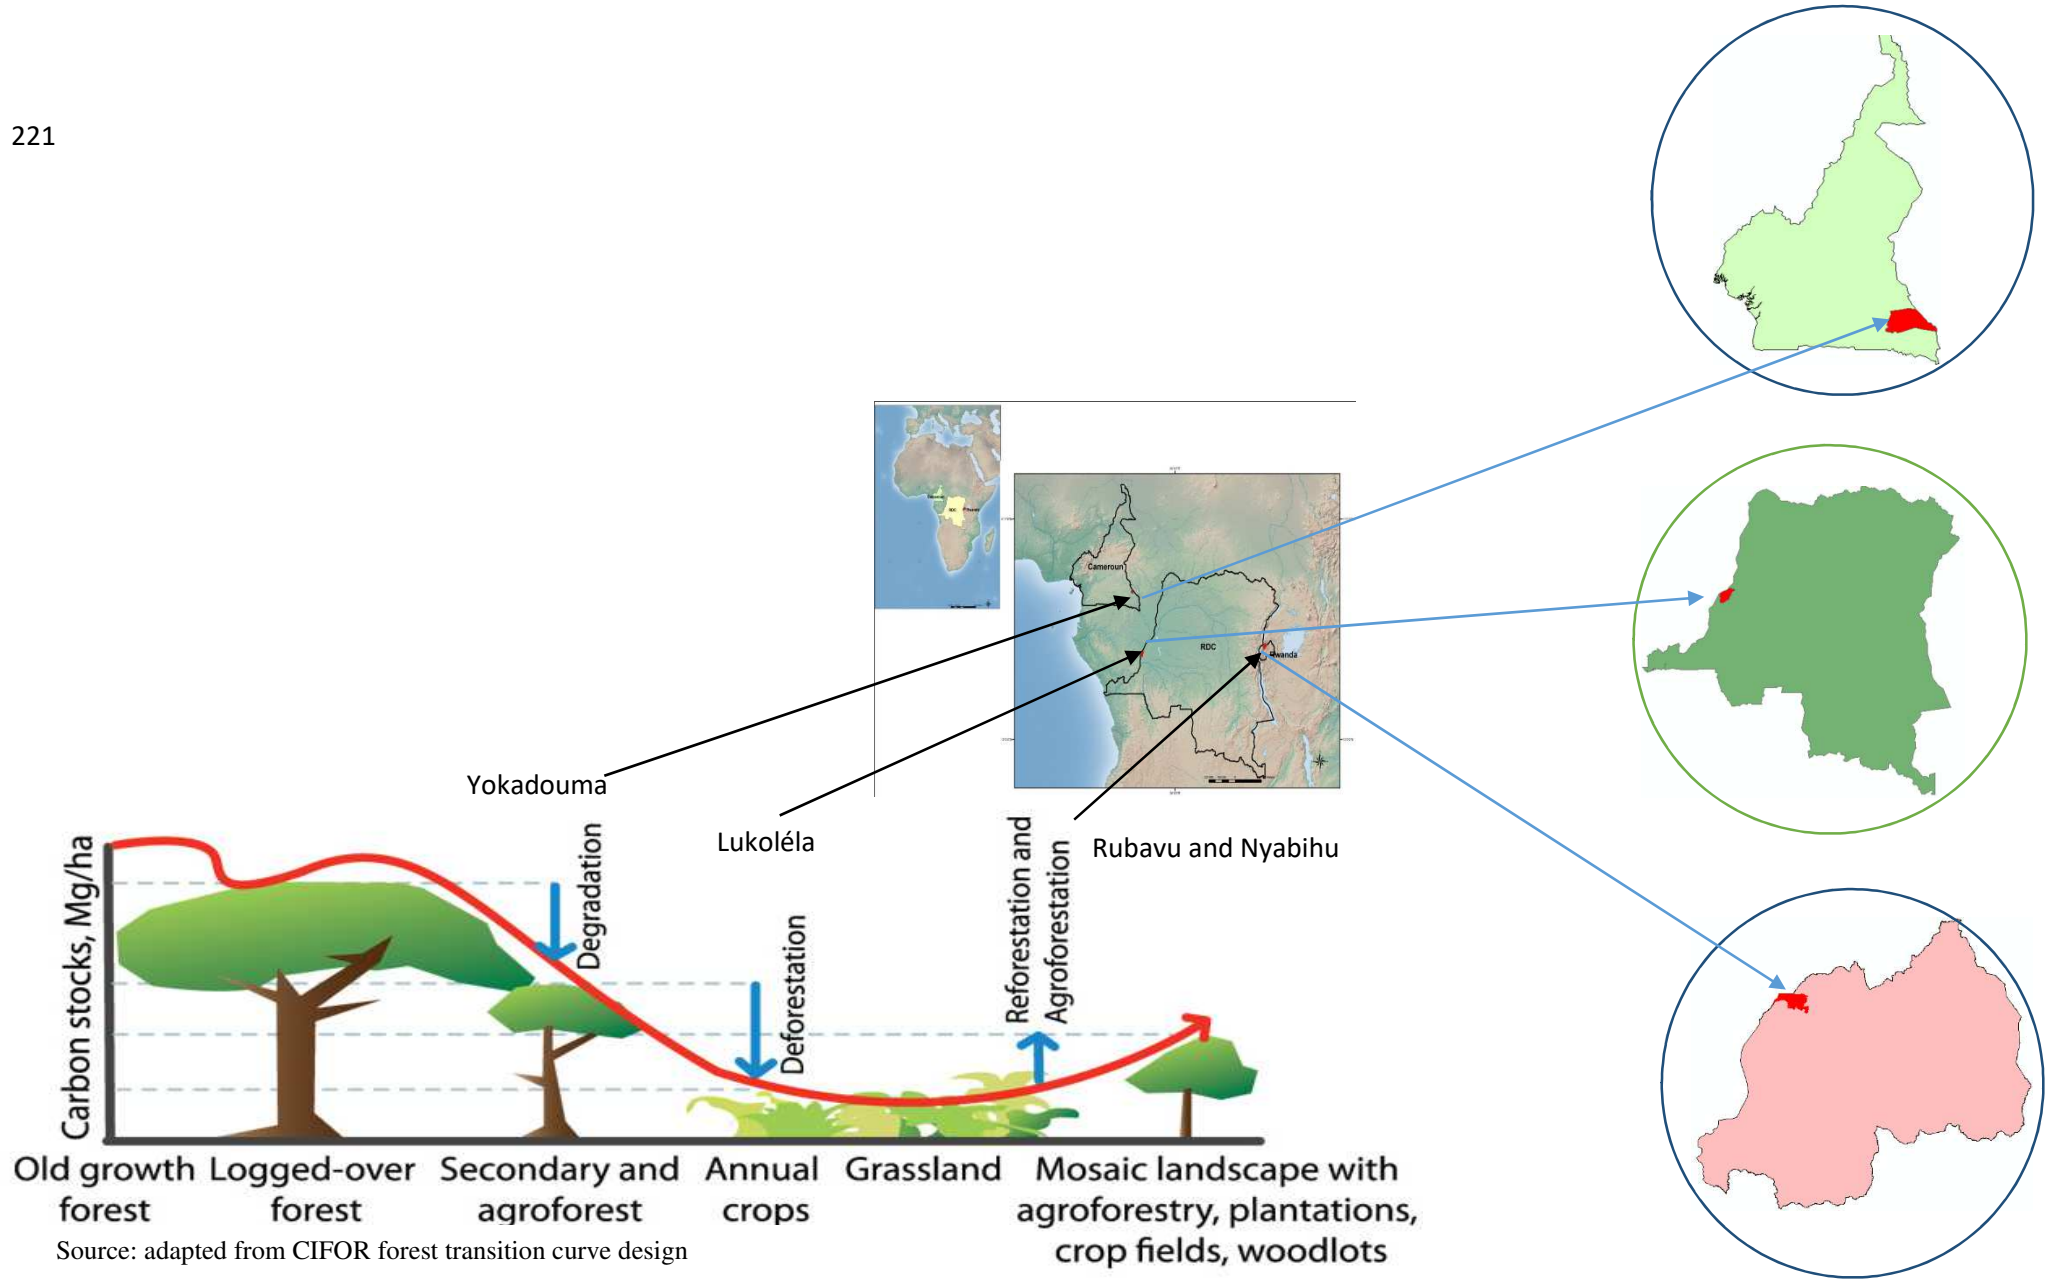 221
Cameroun
RDC
Rwanda
RDC
Yokadouma
Lukoléla
Rubavu and Nyabihu
Carbon stocks, Mg/ha
Degradation
Deforestation
Reforestation and
Agroforestation
Old growth
forest
Logged-over
forest
Secondary and
agroforest
Annual
crops
Grassland
Mosaic landscape with
agroforestry, plantations,
crop fields, woodlots
Source: adapted from CIFOR forest transition curve design